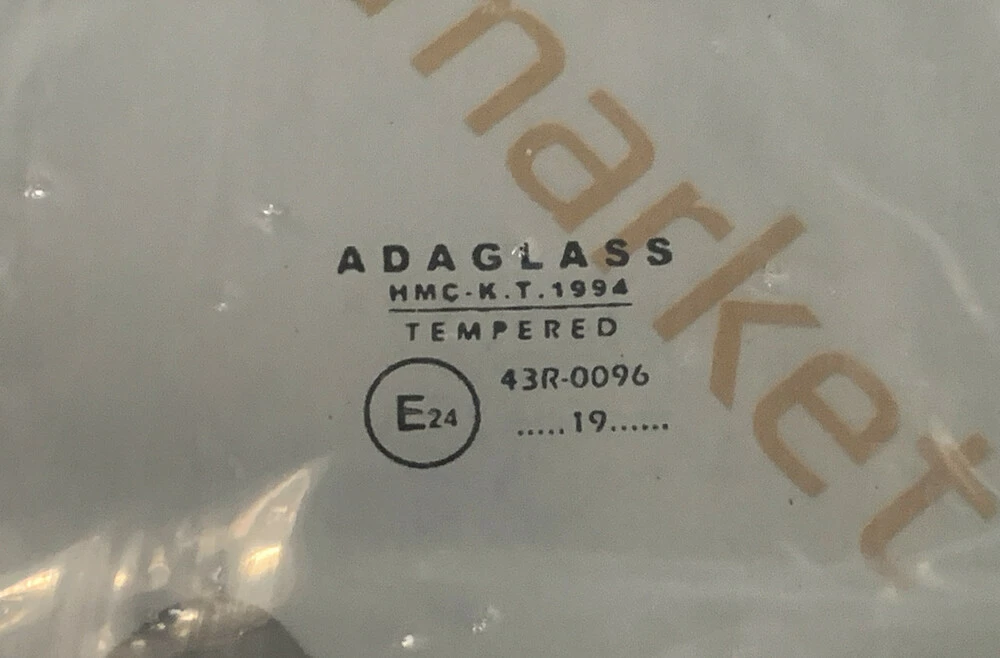 ADAGLASS
HMC-K.T.1994
TEMPERED
E24
43R-0096
.....19......
market